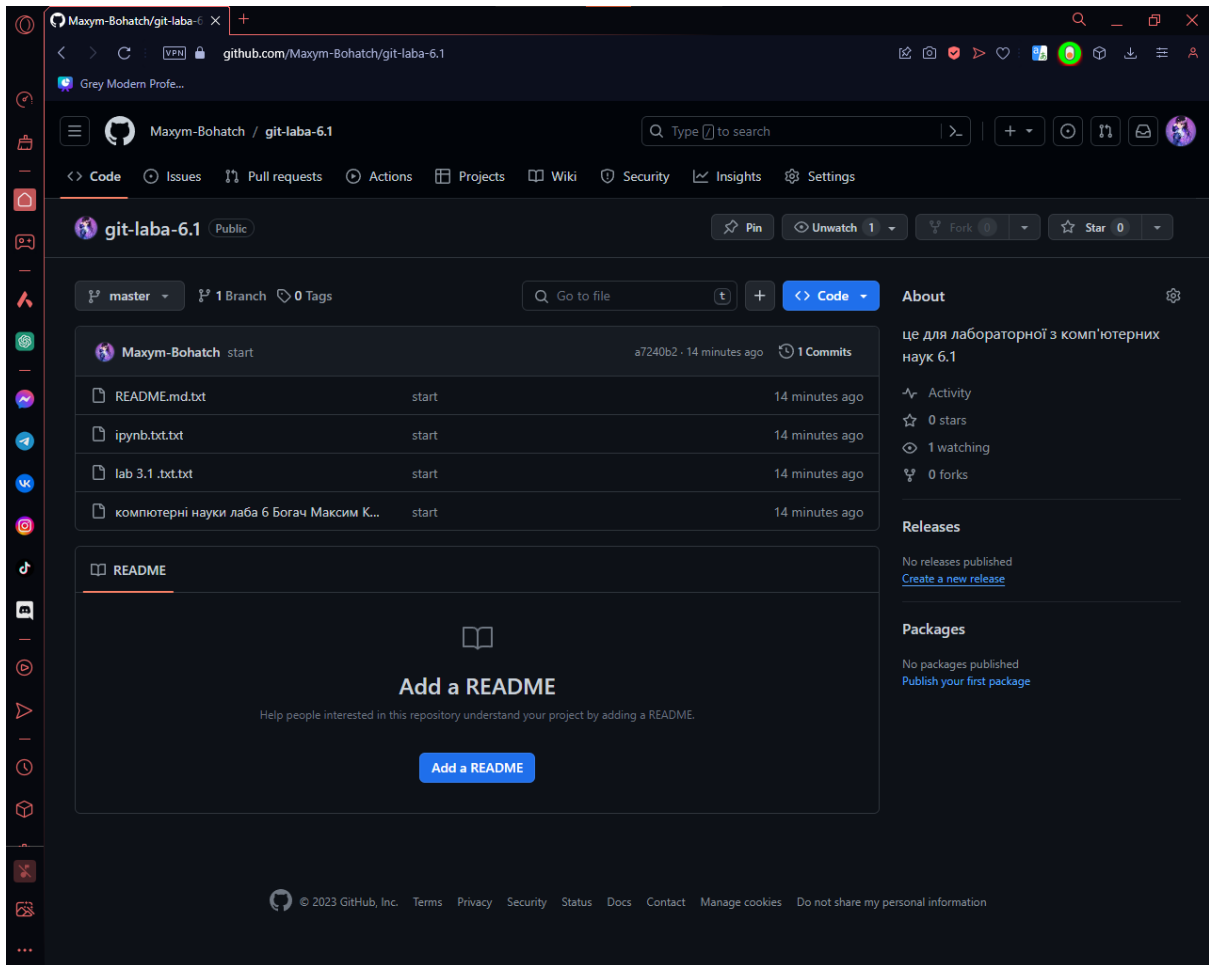 Maxym-Bohatch/git-laba-6
VPN github.com/Maxym-Bohatch/git-laba-6.1
Grey Modern Profe...
Maxym-Bohatch / git-laba-6.1
Type / to search
Code Issues Pull requests Actions Projects Wiki Security Insights Settings
git-laba-6.1 Public
Pin Unwatch 1 Fork 0 Star 0
master 1 Branch 0 Tags
Go to file t + Code
Maxym-Bohatch start a7240b2 · 14 minutes ago 1 Commits
README.md.txt start 14 minutes ago
ipynb.txt.txt start 14 minutes ago
lab 3.1 .txt.txt start 14 minutes ago
компютерні науки лаба 6 Богач Максим К... start 14 minutes ago
README
Add a README
Help people interested in this repository understand your project by adding a README.
Add a README
About
це для лабораторної з комп'ютерних
наук 6.1
Activity
0 stars
1 watching
0 forks
Releases
No releases published
Create a new release
Packages
No packages published
Publish your first package
© 2023 GitHub, Inc. Terms Privacy Security Status Docs Contact Manage cookies Do not share my personal information